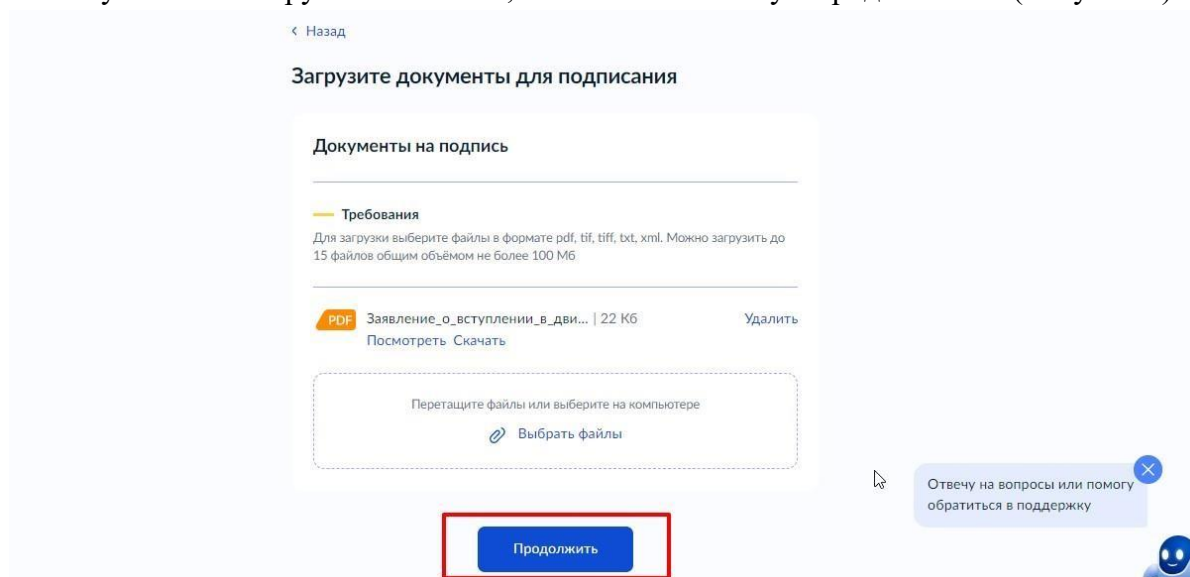 ‹ Назад
Загрузите документы для подписания
Документы на подпись
Требования
Для загрузки выберите файлы в формате pdf, tif, tiff, txt, xml. Можно загрузить до
15 файлов общим объёмом не более 100 Мб
PDF Заявление_о_вступлении_в_дви... | 22 Кб Удалить
Посмотреть Скачать
Перетащите файлы или выберите на компьютере
Выбрать файлы
Отвечу на вопросы или помогу
обратиться в поддержку
Продолжить